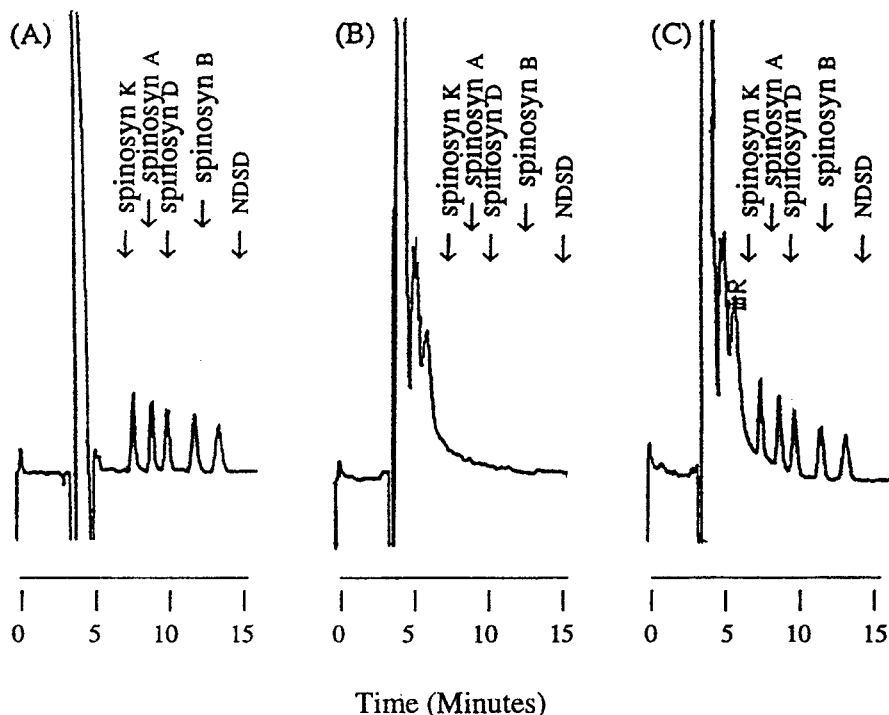 (A)
spinosyn K
spinosyn A
spinosyn D
spinosyn B
NDSD
0 5 10 15
(B)
spinosyn K
spinosyn A
spinosyn D
spinosyn B
NDSD
0 5 10 15
(C)
spinosyn K
spinosyn A
spinosyn D
spinosyn B
NDSD
0 5 10 15
Time (Minutes)